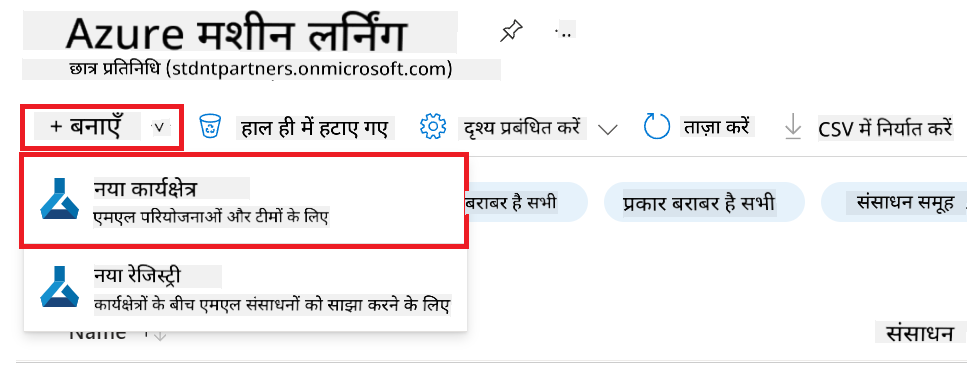 Azure मशीन लर्निंग
छात्र प्रतिनिधि (stdntpartners.onmicrosoft.com)
+ बनाएँ
हाल ही में हटाए गए
दृश्य प्रबंधित करें
ताज़ा करें
CSV में निर्यात करें
नया कार्यक्षेत्र
एमएल परियोजनाओं और टीमों के लिए
बराबर है सभी
प्रकार बराबर है सभी
संसाधन समूह
नया रेजिस्ट्री
कार्यक्षेत्रों के बीच एमएल संसाधनों को साझा करने के लिए
Name
संसाधन